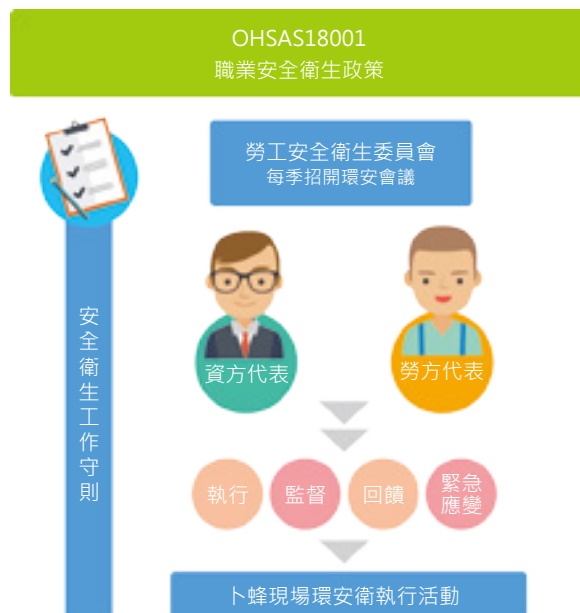 OHSAS18001
職業安全衛生政策
勞工安全衛生委員會
每季招開環安會議
安全衛生工作守則
資方代表
勞方代表
執行
監督
回饋
緊急
應變
卜蜂現場環安衛執行活動